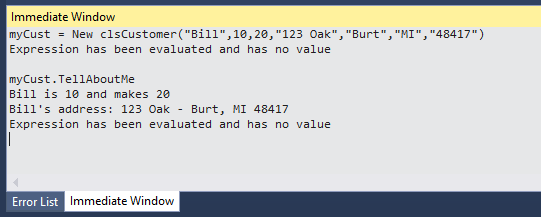 Immediate Window
myCust = New clsCustomer("Bill",10,20,"123 Oak","Burt","MI","48417")
Expression has been evaluated and has no value
myCust.TellAboutMe
Bill is 10 and makes 20
Bill's address: 123 Oak - Burt, MI 48417
Expression has been evaluated and has no value
Error List
Immediate Window